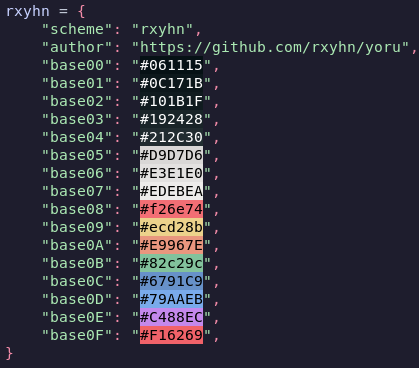 rxyhn = {
"scheme": "rxyhn",
"author": "https://github.com/rxyhn/yoru",
"base00": "#061115",
"base01": "#0C171B",
"base02": "#101B1F",
"base03": "#192428",
"base04": "#212C30",
"base05": "#D9D7D6",
"base06": "#E3E1E0",
"base07": "#EDEBEA",
"base08": "#f26e74",
"base09": "#ecd28b",
"base0A": "#E9967E",
"base0B": "#82c29c",
"base0C": "#6791C9",
"base0D": "#79AAEB",
"base0E": "#C488EC",
"base0F": "#F16269",
}